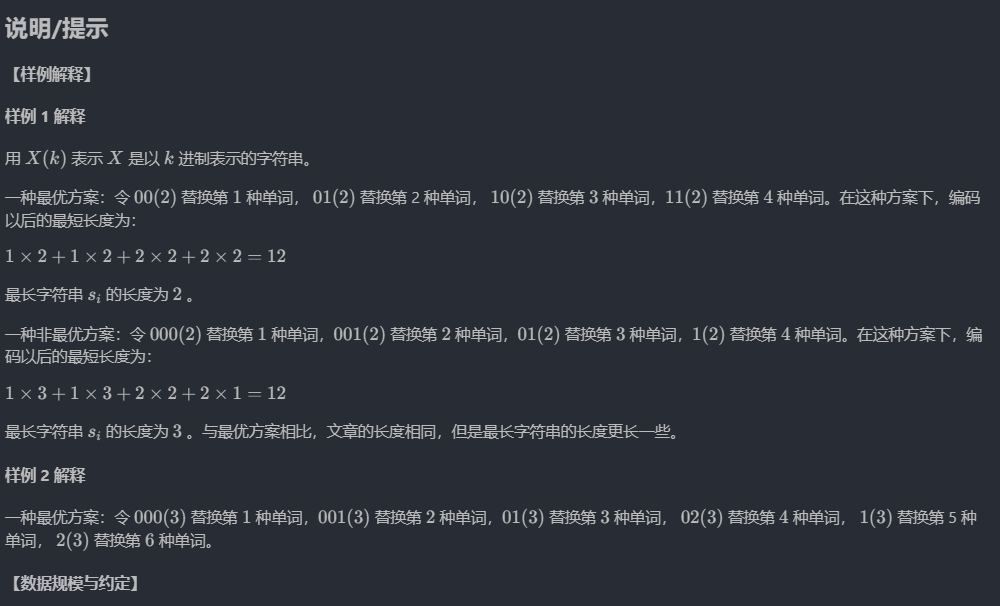 说明/提示
【样例解释】
样例 1 解释
用 X(k) 表示 X 是以 k 进制表示的字符串。
一种最优方案：令 00(2) 替换第 1 种单词， 01(2) 替换第 2 种单词， 10(2) 替换第 3 种单词，11(2) 替换第 4 种单词。在这种方案下，编码
以后的最短长度为：
1 × 2 + 1 × 2 + 2 × 2 + 2 × 2 = 12
最长字符串 sᵢ 的长度为 2 。
一种非最优方案：令 000(2) 替换第 1 种单词，001(2) 替换第 2 种单词，01(2) 替换第 3 种单词，1(2) 替换第 4 种单词。在这种方案下，编
码以后的最短长度为：
1 × 3 + 1 × 3 + 2 × 2 + 2 × 1 = 12
最长字符串 sᵢ 的长度为 3 。与最优方案相比，文章的长度相同，但是最长字符串的长度更长一些。
样例 2 解释
一种最优方案：令 000(3) 替换第 1 种单词，001(3) 替换第 2 种单词，01(3) 替换第 3 种单词， 02(3) 替换第 4 种单词， 1(3) 替换第 5 种
单词， 2(3) 替换第 6 种单词。
【数据规模与约定】